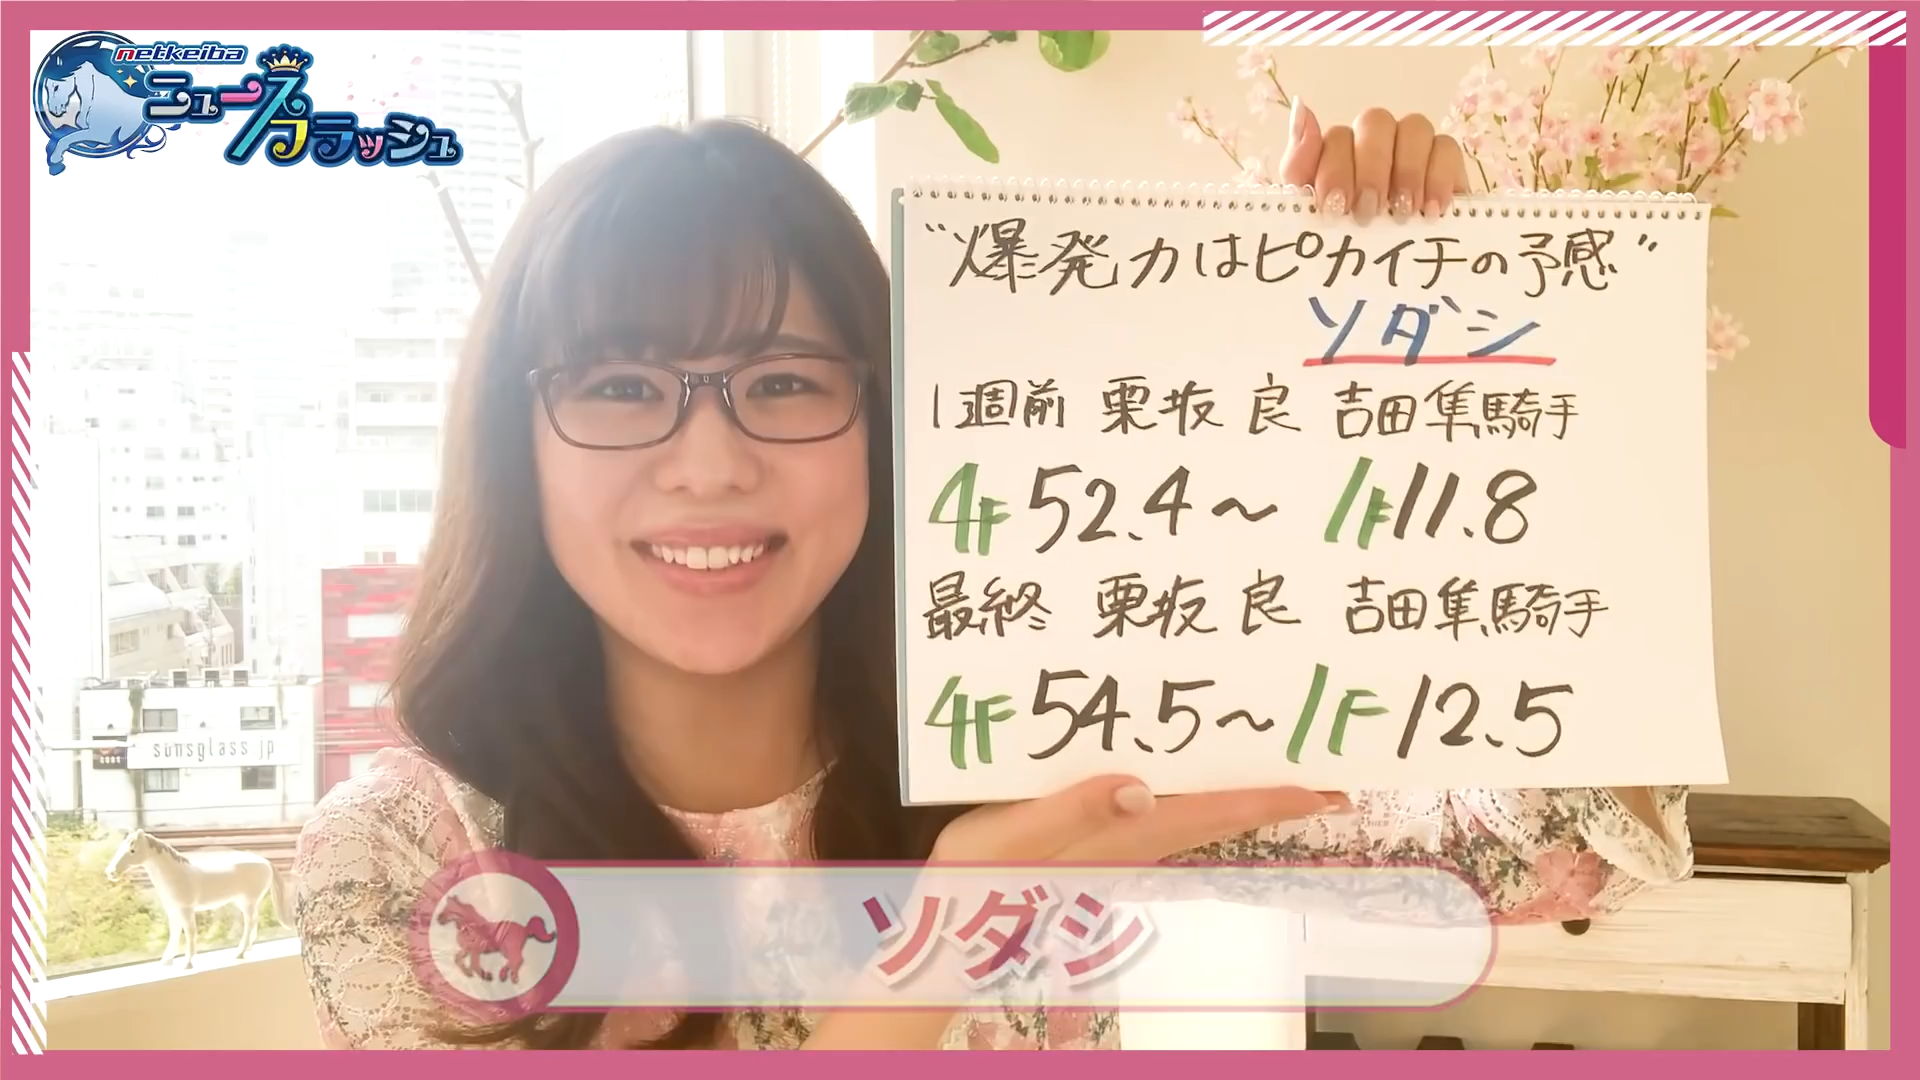 netkeiba
ニュースクラッシュ
"爆発力はピカイチの予感"
ソダシ
1週前 栗坂 良 吉田隼騎手
4F 52.4〜 1F 11.8
最終 栗坂 良 吉田隼騎手
4F 54.5〜1F 12.5
sunsglass jp
ソダシ